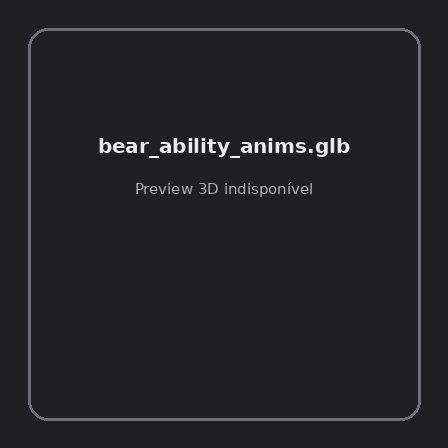 bear_ability_anims.glb
Preview 3D indisponível